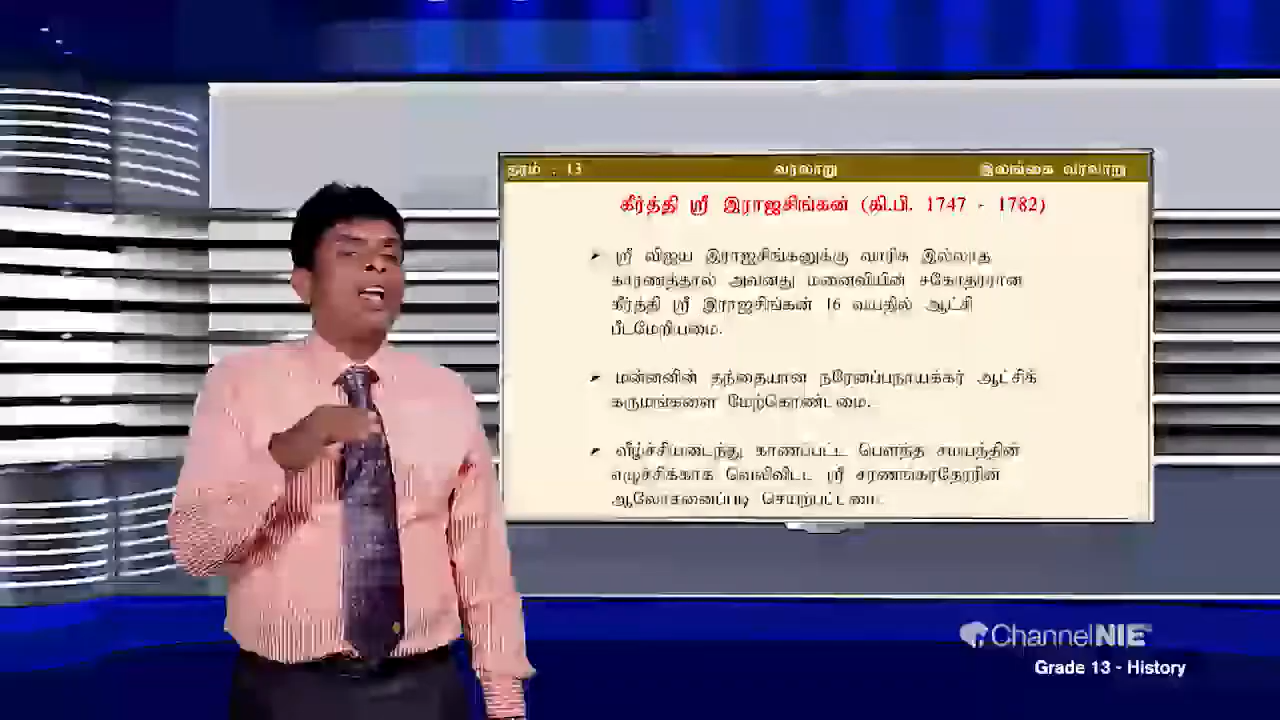 தரம் : 13 வரலாறு இலங்கை வரலாறு
கீர்த்தி ஸ்ரீ இராஜசிங்கன் (கி.பி. 1747 - 1782)
➢ ஸ்ரீ விஜய இராஜசிங்கனுக்கு வாரிசு இல்லாத
காரணத்தால் அவனது மனைவியின் சகோதரரான
கீர்த்தி ஸ்ரீ இராஜசிங்கன் 16 வயதில் ஆட்சி
பீடமேறியமை.
➢ மன்னனின் தந்தையான நரேனப்பநாயக்கர் ஆட்சிக்
கருமங்களை மேற்கொண்டமை.
➢ வீழ்ச்சியடைந்து காணப்பட்ட பௌத்த சமயத்தின்
எழுச்சிக்காக வெலிவிட்ட ஸ்ரீ சரணங்கரதேரரின்
ஆலோசனைப்படி செயற்பட்டமை.
Channel NIE
Grade 13 - History